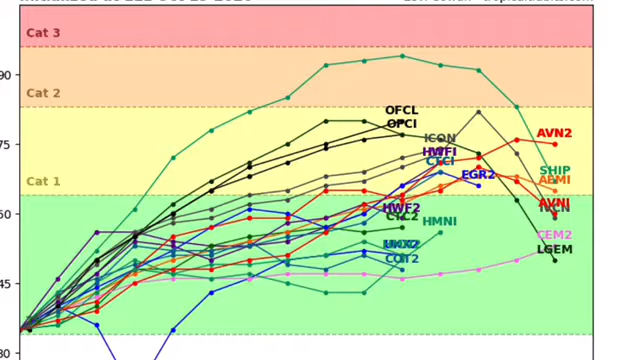 Cat 3
90
Cat 2
OFCL
OFCI
AVN2
ICON
75
HWFI
CTCI
SHIP
EGR2
Cat 1
AEMI
AVNI
HWF2
60
CTC2
HMNI
CEM2
LGEM
COT2
45
30